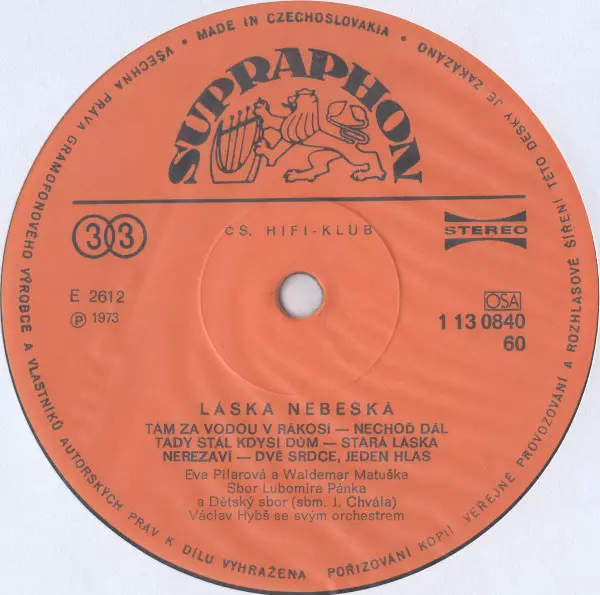 VŠECHNA PRÁVA GRAMOFONOVÉHO VÝROBCE A VLASTNÍKŮ AUTORSKÝCH PRÁV K DÍLU VYHRAŽENA POŘIZOVÁNÍ KOPIÍ VEŘEJNÉ PROVOZOVÁNÍ A ROZHLASOVÉ ŠÍŘENÍ TÉTO DESKY JE ZAKÁZÁNO • MADE IN CZECHOSLOVAKIA •
SUPRAPHON
33
ČS. HIFI-KLUB
STEREO
E 2612
Ⓟ 1973
OSA
1 13 0840
60
LÁSKA NEBESKÁ
TAM ZA VODOU V RÁKOSÍ — NECHOĎ DÁL
TADY STÁL KDYSI DŮM — STARÁ LÁSKA
NEREZAVÍ — DVĚ SRDCE, JEDEN HLAS
Eva Pilarová a Waldemar Matuška
Sbor Lubomíra Pánka
a Dětský sbor (sbm. J. Chvála)
Václav Hybš se svým orchestrem